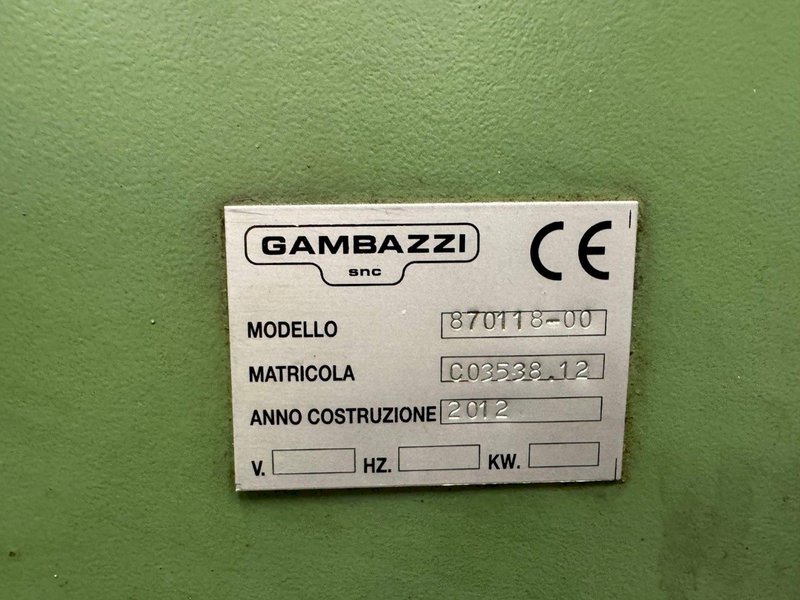 GAMBAZZI
snc
CE
MODELLO 870118-00
MATRICOLA C03538.12
ANNO COSTRUZIONE 2012
V. HZ. KW.